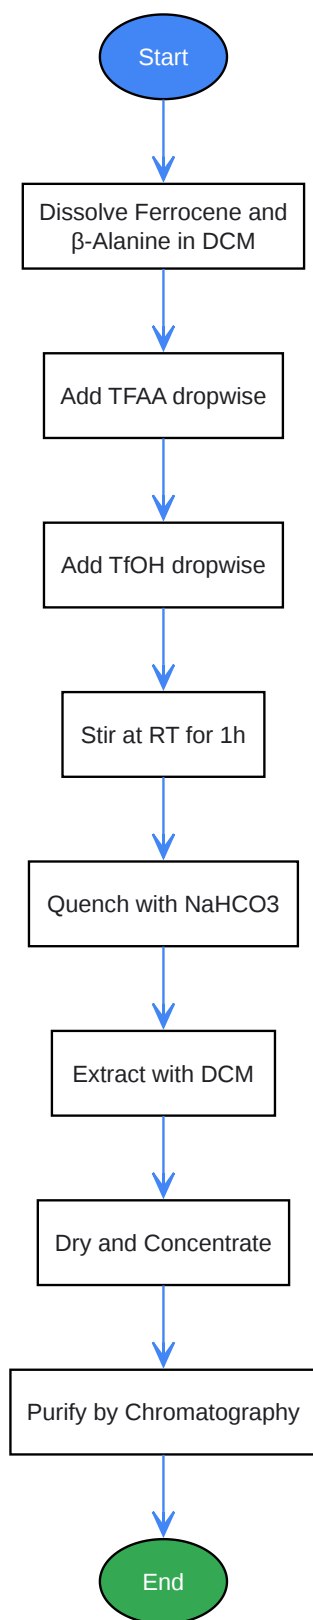 Start
Dissolve Ferrocene and
β-Alanine in DCM
Add TFAA dropwise
Add TfOH dropwise
Stir at RT for 1h
Quench with NaHCO3
Extract with DCM
Dry and Concentrate
Purify by Chromatography
End